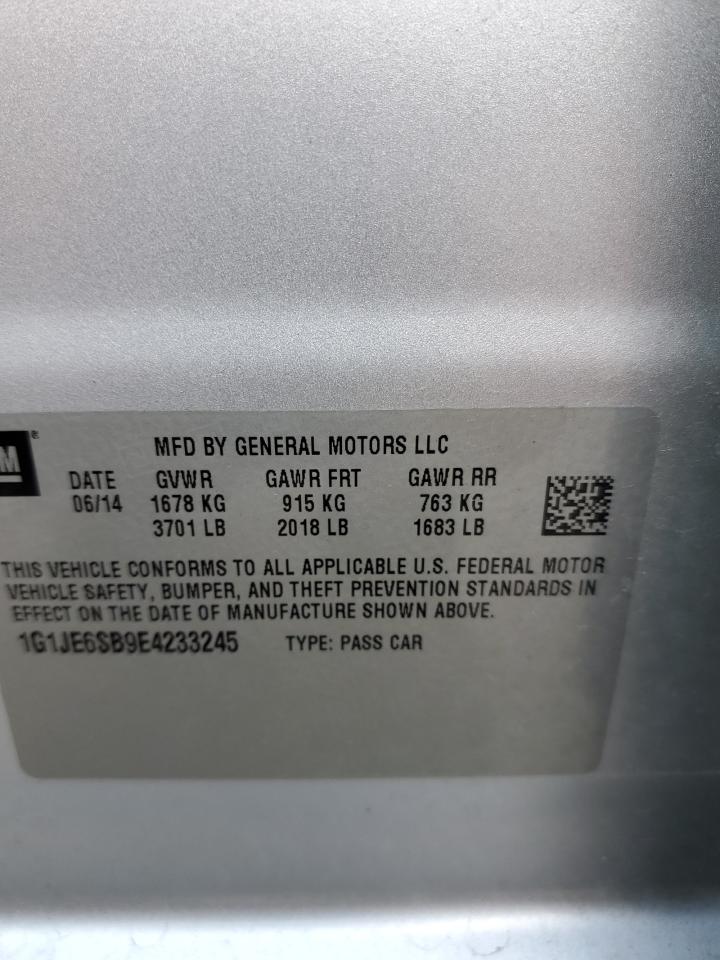 M®
MFD BY GENERAL MOTORS LLC
DATE GVWR GAWR FRT GAWR RR
06/14 1678 KG 915 KG 763 KG
3701 LB 2018 LB 1683 LB
THIS VEHICLE CONFORMS TO ALL APPLICABLE U.S. FEDERAL MOTOR
VEHICLE SAFETY, BUMPER, AND THEFT PREVENTION STANDARDS IN
EFFECT ON THE DATE OF MANUFACTURE SHOWN ABOVE.
1G1JE6SB9E4233245 TYPE: PASS CAR